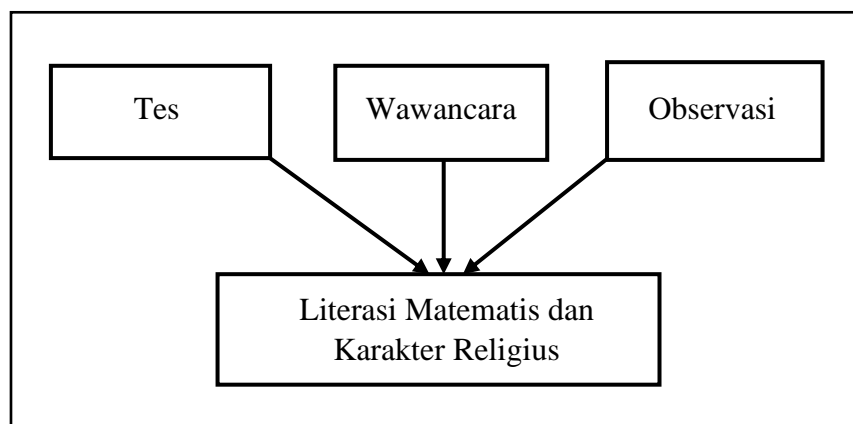 Tes
Wawancara
Observasi
Literasi Matematis dan
Karakter Religius